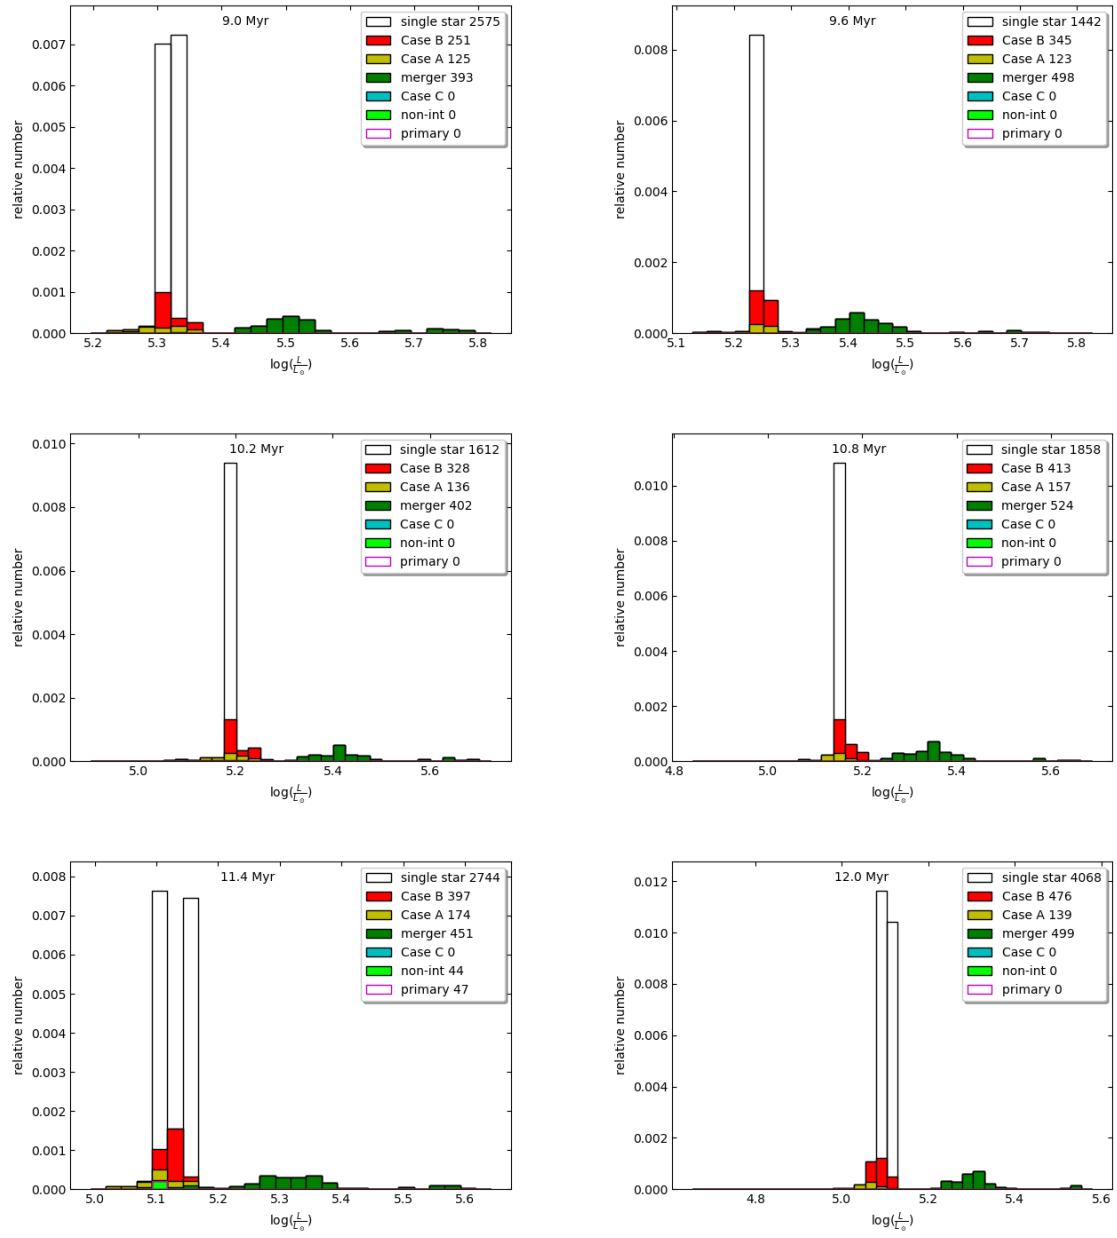 9.0 Myr
single star 2575
Case B 251
Case A 125
merger 393
Case C 0
non-int 0
primary 0
0.007
0.006
0.005
0.004
0.003
0.002
0.001
0.000
relative number
5.2 5.3 5.4 5.5 5.6 5.7 5.8
log(L/L⊙)
9.6 Myr
single star 1442
Case B 345
Case A 123
merger 498
Case C 0
non-int 0
primary 0
0.008
0.006
0.004
0.002
0.000
relative number
5.1 5.2 5.3 5.4 5.5 5.6 5.7 5.8
log(L/L⊙)
10.2 Myr
single star 1612
Case B 328
Case A 136
merger 402
Case C 0
non-int 0
primary 0
0.010
0.008
0.006
0.004
0.002
0.000
relative number
5.0 5.2 5.4 5.6
log(L/L⊙)
10.8 Myr
single star 1858
Case B 413
Case A 157
merger 524
Case C 0
non-int 0
primary 0
0.010
0.008
0.006
0.004
0.002
0.000
relative number
4.8 5.0 5.2 5.4 5.6
log(L/L⊙)
11.4 Myr
single star 2744
Case B 397
Case A 174
merger 451
Case C 0
non-int 44
primary 47
0.008
0.007
0.006
0.005
0.004
0.003
0.002
0.001
0.000
relative number
5.0 5.1 5.2 5.3 5.4 5.5 5.6
log(L/L⊙)
12.0 Myr
single star 4068
Case B 476
Case A 139
merger 499
Case C 0
non-int 0
primary 0
0.012
0.010
0.008
0.006
0.004
0.002
0.000
relative number
4.8 5.0 5.2 5.4 5.6
log(L/L⊙)